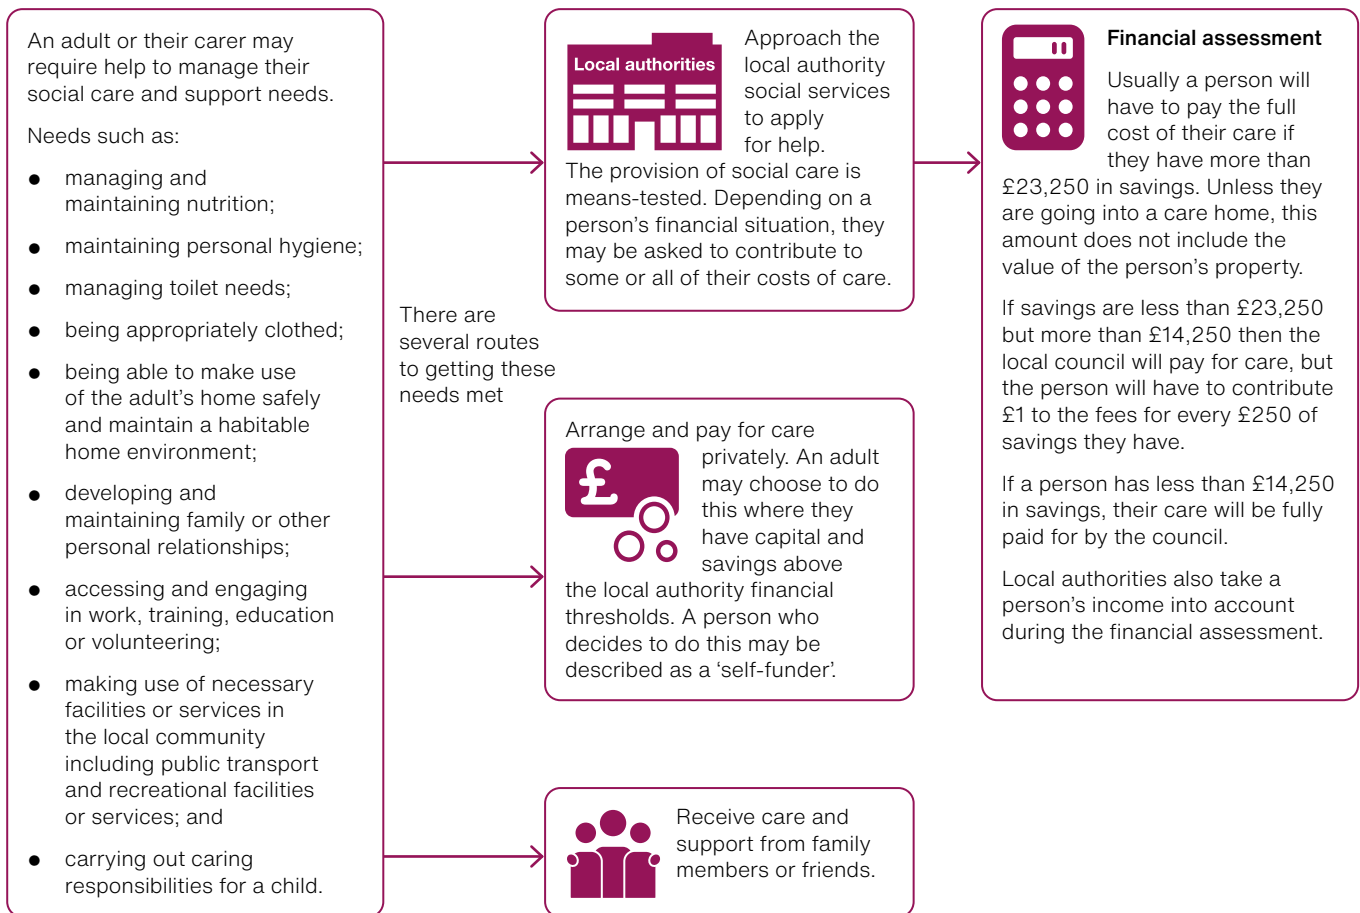 An adult or their carer may
require help to manage their
social care and support needs.
Needs such as:
● managing and
maintaining nutrition;
● maintaining personal hygiene;
● managing toilet needs;
● being appropriately clothed;
● being able to make use
of the adult's home safely
and maintain a habitable
home environment;
● developing and
maintaining family or other
personal relationships;
● accessing and engaging
in work, training, education
or volunteering;
● making use of necessary
facilities or services in
the local community
including public transport
and recreational facilities
or services; and
● carrying out caring
responsibilities for a child.
There are
several routes
to getting these
needs met
Local authorities
Approach the
local authority
social services
to apply
for help.
The provision of social care is
means-tested. Depending on a
person's financial situation, they
may be asked to contribute to
some or all of their costs of care.
Arrange and pay for care
£
privately. An adult
may choose to do
this where they
have capital and
savings above
the local authority financial
thresholds. A person who
decides to do this may be
described as a 'self-funder'.
Receive care and
support from family
members or friends.
Financial assessment
Usually a person will
have to pay the full
cost of their care if
they have more than
£23,250 in savings. Unless they
are going into a care home, this
amount does not include the
value of the person's property.
If savings are less than £23,250
but more than £14,250 then the
local council will pay for care, but
the person will have to contribute
£1 to the fees for every £250 of
savings they have.
If a person has less than £14,250
in savings, their care will be fully
paid for by the council.
Local authorities also take a
person's income into account
during the financial assessment.